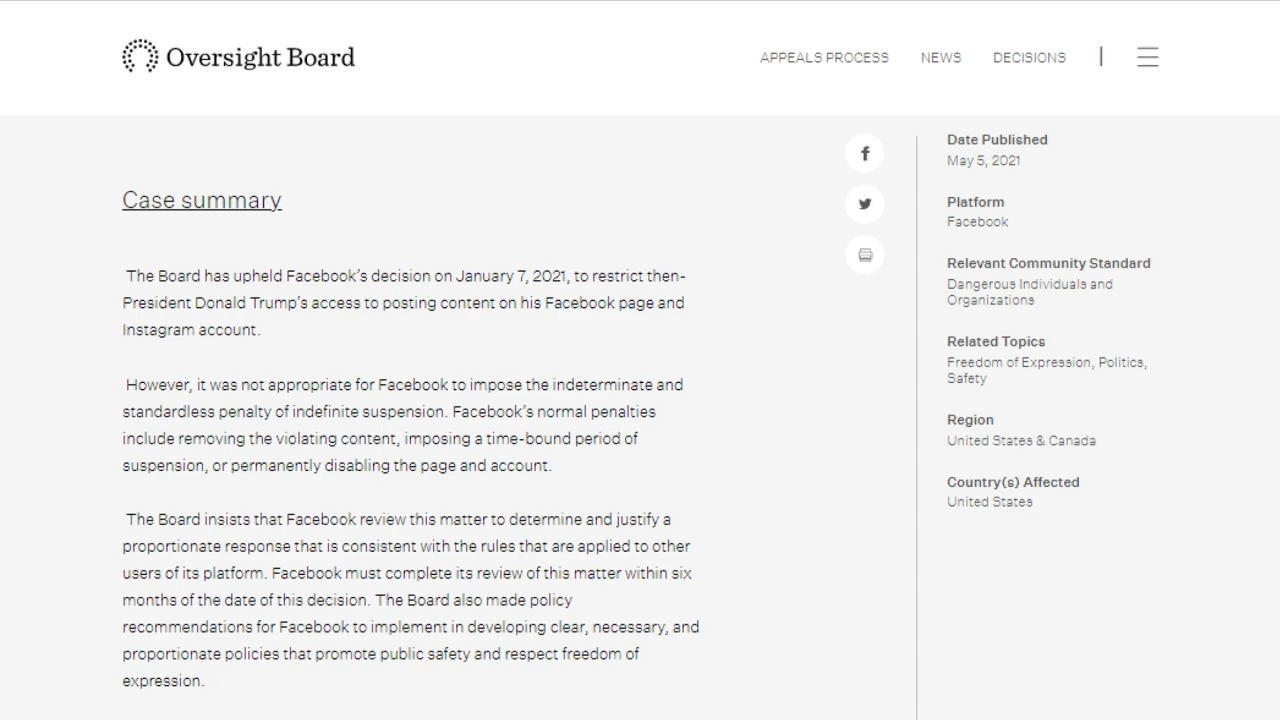 Oversight Board
APPEALS PROCESS
NEWS
DECISIONS
Case summary
The Board has upheld Facebook's decision on January 7, 2021, to restrict then-
President Donald Trump's access to posting content on his Facebook page and
Instagram account.
However, it was not appropriate for Facebook to impose the indeterminate and
standardless penalty of indefinite suspension. Facebook's normal penalties
include removing the violating content, imposing a time-bound period of
suspension, or permanently disabling the page and account.
The Board insists that Facebook review this matter to determine and justify a
proportionate response that is consistent with the rules that are applied to other
users of its platform. Facebook must complete its review of this matter within six
months of the date of this decision. The Board also made policy
recommendations for Facebook to implement in developing clear, necessary, and
proportionate policies that promote public safety and respect freedom of
expression.
Date Published
May 5, 2021
Platform
Facebook
Relevant Community Standard
Dangerous Individuals and
Organizations
Related Topics
Freedom of Expression, Politics,
Safety
Region
United States & Canada
Country(s) Affected
United States